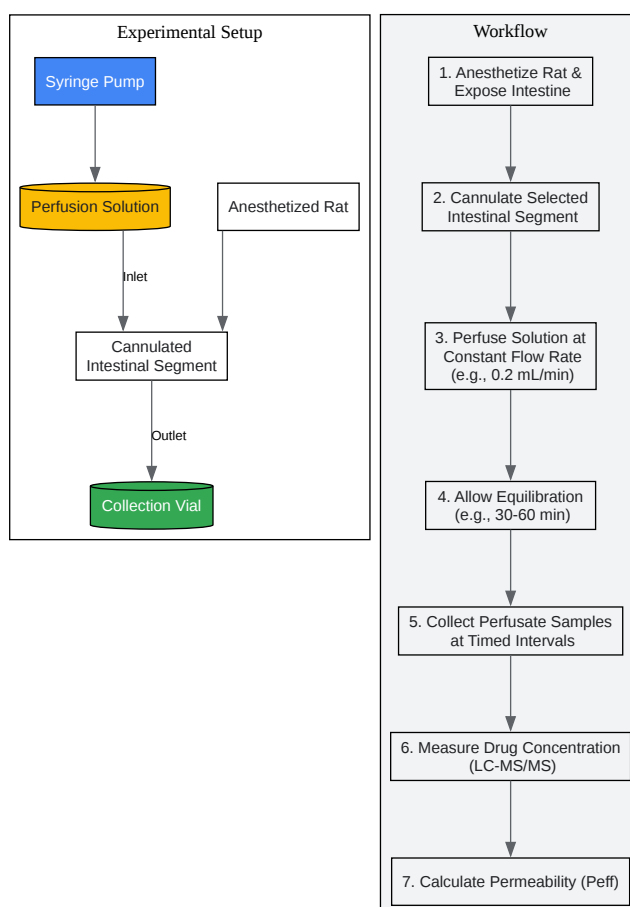 Experimental Setup
Syringe Pump
Perfusion Solution
Anesthetized Rat
Inlet
Cannulated
Intestinal Segment
Outlet
Collection Vial
Workflow
1. Anesthetize Rat &
Expose Intestine
2. Cannulate Selected
Intestinal Segment
3. Perfuse Solution at
Constant Flow Rate
(e.g., 0.2 mL/min)
4. Allow Equilibration
(e.g., 30-60 min)
5. Collect Perfusate Samples
at Timed Intervals
6. Measure Drug Concentration
(LC-MS/MS)
7. Calculate Permeability (Peff)